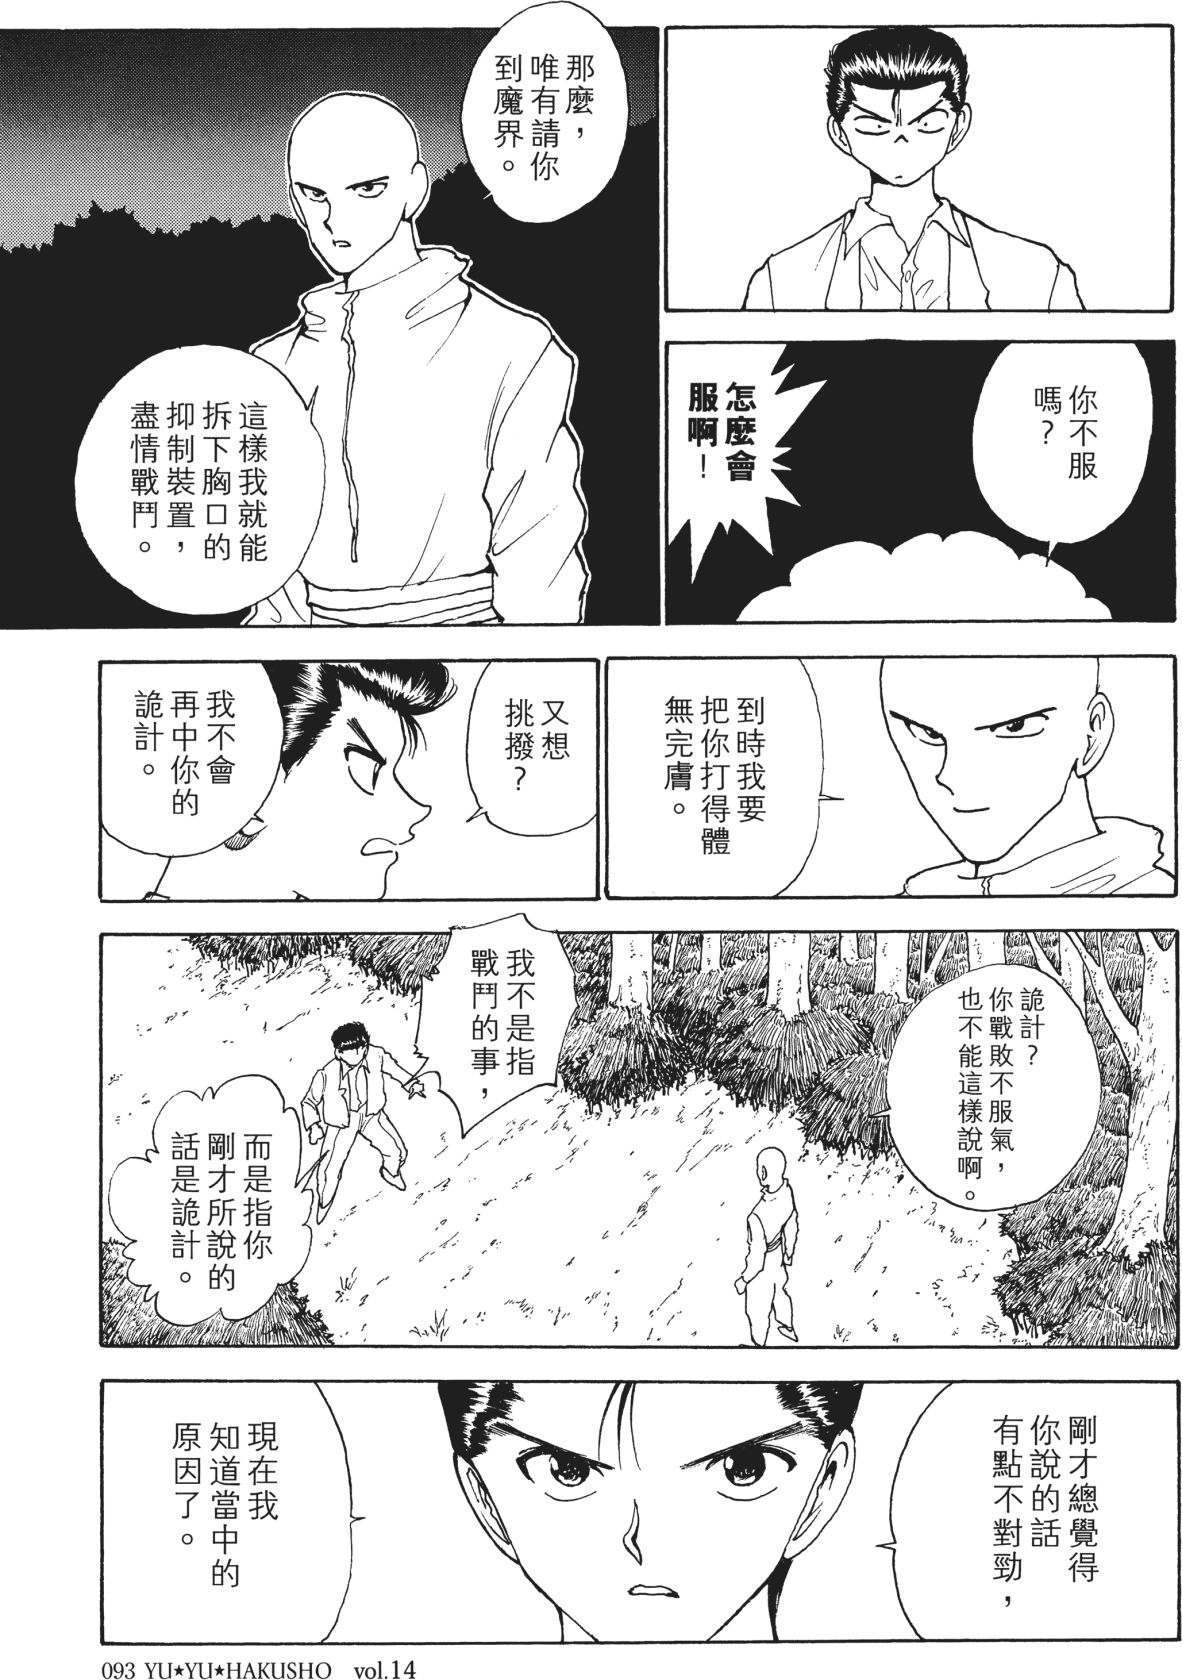 你不服
嗎?
怎麼會
服啊!
那麼,
唯有請你
到魔界。
這樣我就能
拆下胸口的
抑制裝置,
盡情戰鬥。
到時我要
把你打得體
無完膚。
又想
挑撥?
我不會
再中你的
詭計。
詭計?
你戰敗不服氣,
也不能這樣說啊。
我不是指
戰鬥的事,
而是指你
剛才所說的
話是詭計。
剛才總覺得
你說的話
有點不對勁,
現在我
知道當中的
原因了。
093 YU★YU★HAKUSHO vol.14